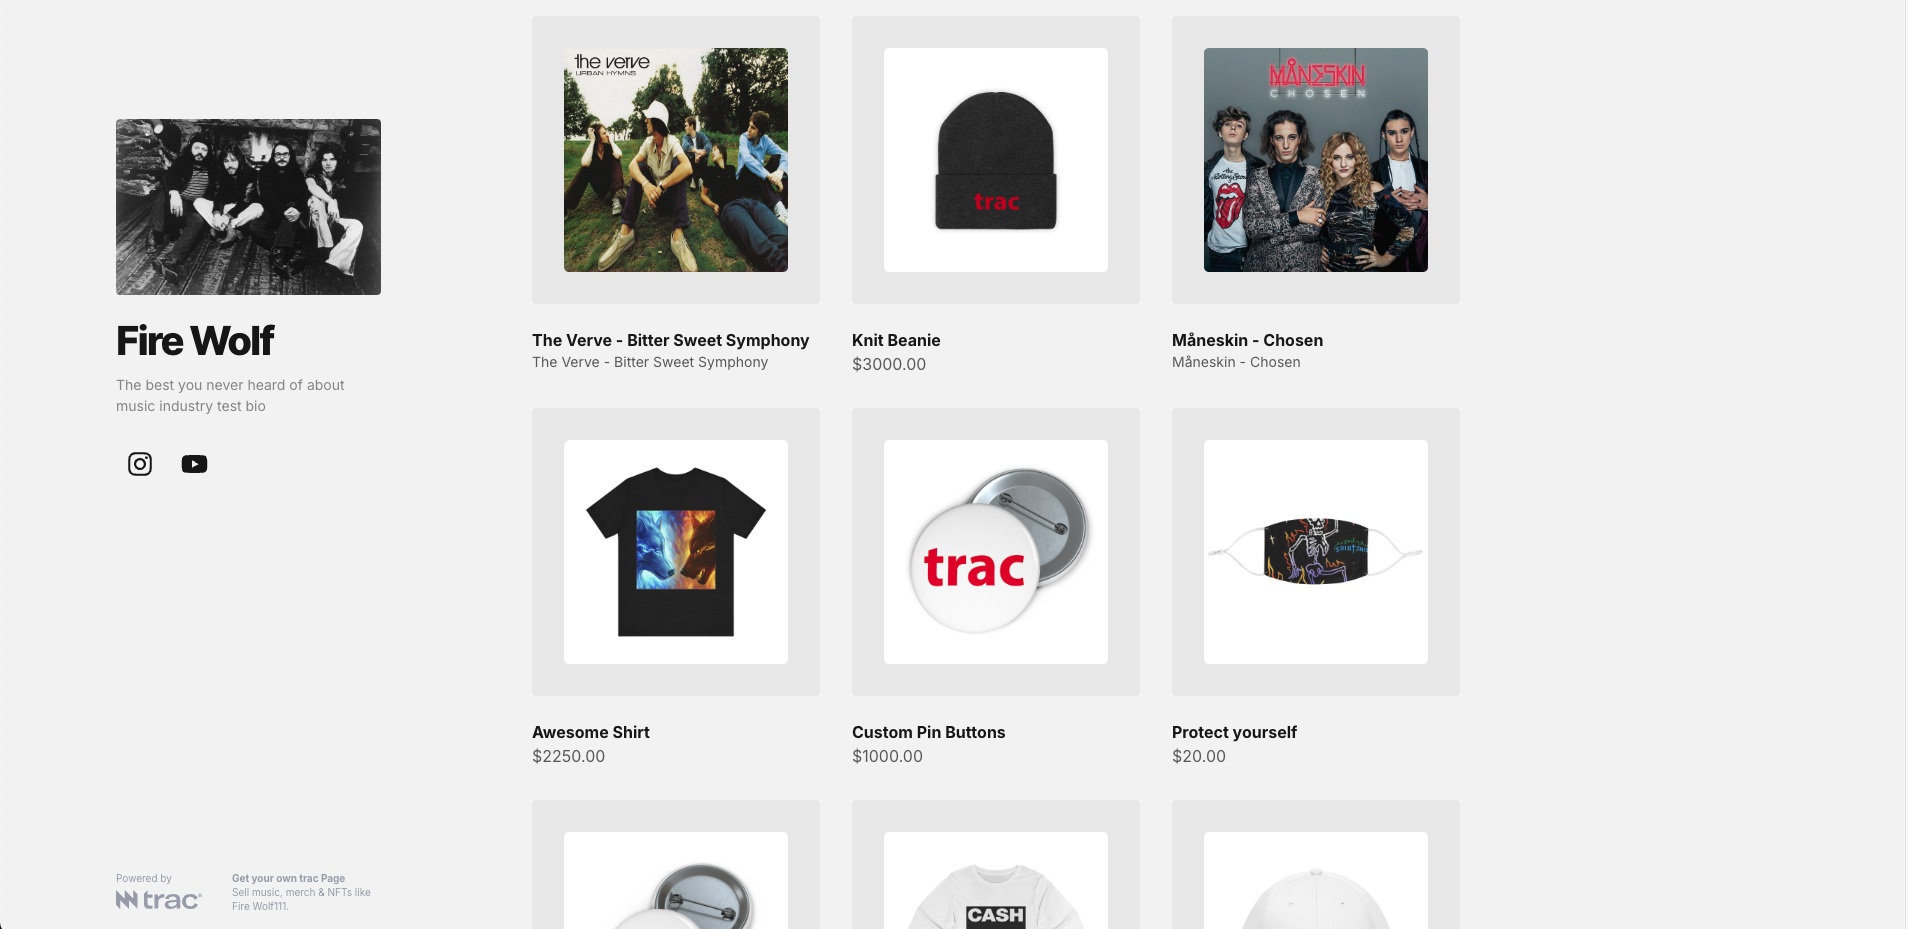 Fire Wolf
The best you never heard of about
music industry test bio
Powered by
trac
Get your own trac Page
Sell music, merch & NFTs like
Fire Wolf111.
the verve
URBAN HYMNS
The Verve - Bitter Sweet Symphony
The Verve - Bitter Sweet Symphony
trac
Knit Beanie
$3000.00
MÅNESKIN
CHOSEN
the
Rolling Stones
Måneskin - Chosen
Måneskin - Chosen
Awesome Shirt
$2250.00
trac
Custom Pin Buttons
$1000.00
Protect yourself
$20.00
CASH